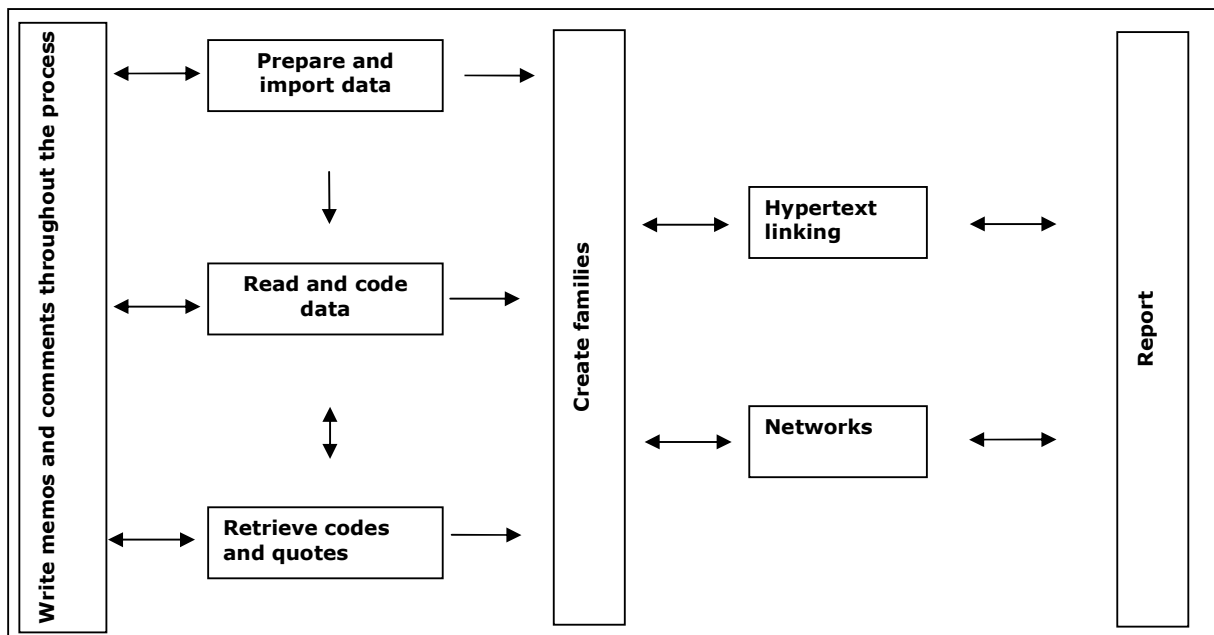 Write memos and comments throughout the process
Prepare and
import data
Read and code
data
Retrieve codes
and quotes
Create families
Hypertext
linking
Networks
Report